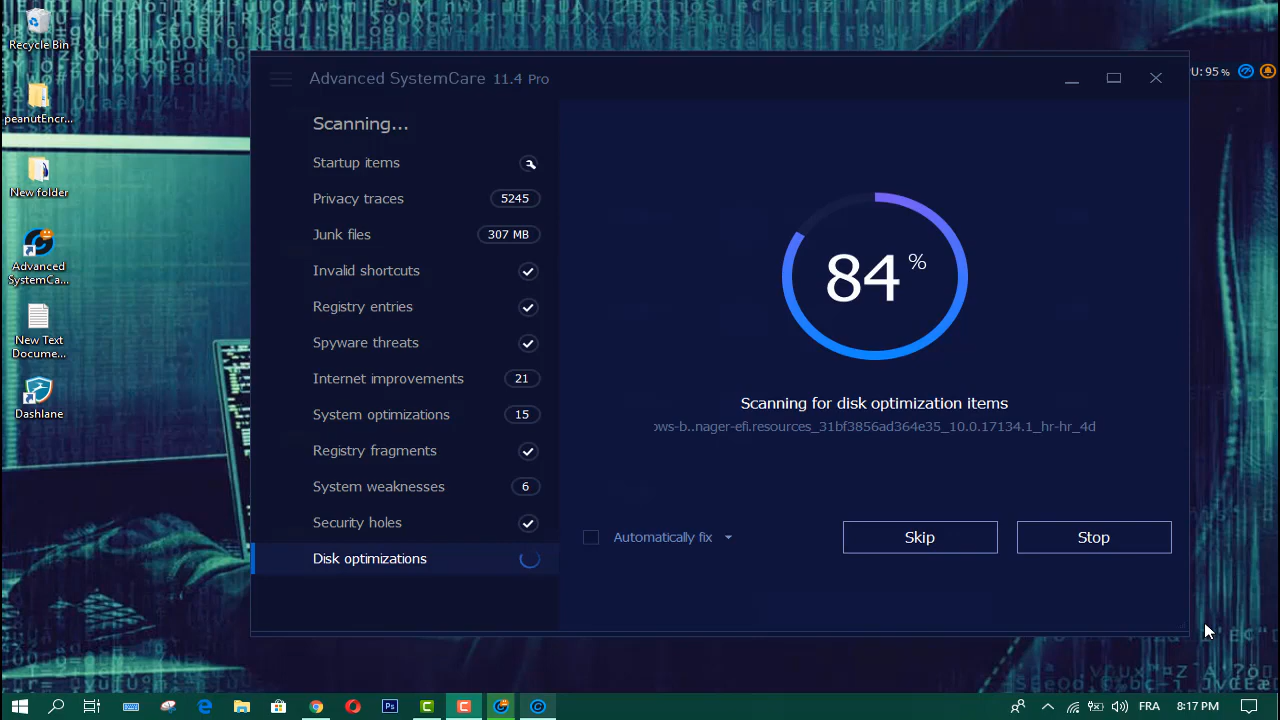 Recycle Bin
peanutEncr...
New folder
Advanced
SystemCa...
New Text
Docume...
Dashlane
U: 95 %
Advanced SystemCare 11.4 Pro
Scanning...
Startup items
Privacy traces 5245
Junk files 307 MB
Invalid shortcuts
Registry entries
Spyware threats
Internet improvements 21
System optimizations 15
Registry fragments
System weaknesses 6
Security holes
Disk optimizations
84 %
Scanning for disk optimization items
ows-b..nager-efi.resources_31bf3856ad364e35_10.0.17134.1_hr-hr_4d
Automatically fix
Skip
Stop
Ps
FRA
8:17 PM